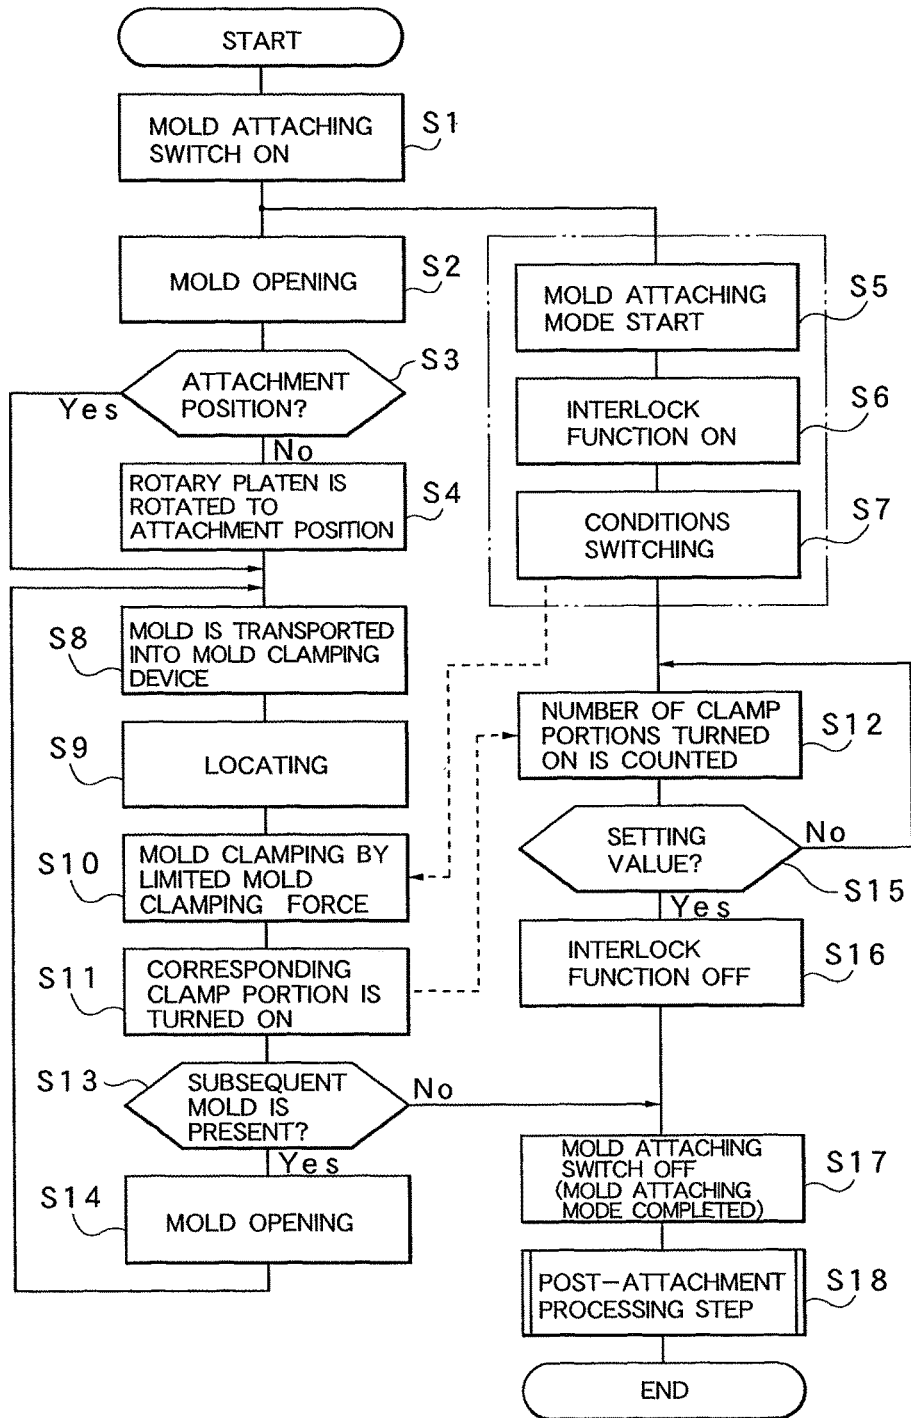 START
MOLD ATTACHING
SWITCH ON
S1
MOLD OPENING
S2
ATTACHMENT
POSITION?
S3
Yes
No
ROTARY PLATEN IS
ROTATED TO
ATTACHMENT POSITION
S4
MOLD ATTACHING
MODE START
S5
INTERLOCK
FUNCTION ON
S6
CONDITIONS
SWITCHING
S7
S8
MOLD IS TRANSPORTED
INTO MOLD CLAMPING
DEVICE
S9
LOCATING
S10
MOLD CLAMPING BY
LIMITED MOLD
CLAMPING FORCE
S11
CORRESPONDING
CLAMP PORTION IS
TURNED ON
NUMBER OF CLAMP
PORTIONS TURNED
ON IS COUNTED
S12
SETTING
VALUE?
No
S15
Yes
INTERLOCK
FUNCTION OFF
S16
S13
SUBSEQUENT
MOLD IS
PRESENT?
No
Yes
S14
MOLD OPENING
MOLD ATTACHING
SWITCH OFF
(MOLD ATTACHING
MODE COMPLETED)
S17
POST-ATTACHMENT
PROCESSING STEP
S18
END